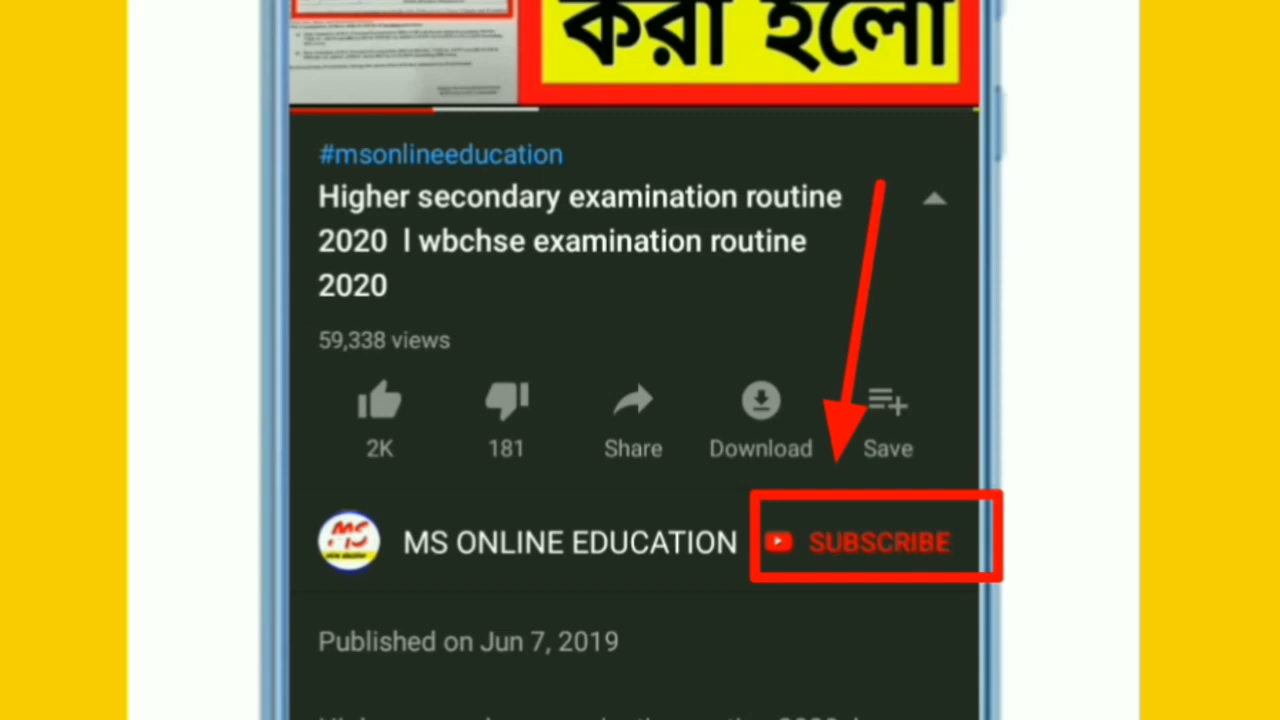 করা হলো
#msonlineeducation
Higher secondary examination routine
2020 l wbchse examination routine
2020
59,338 views
2K
181
Share
Download
Save
MS
MS ONLINE EDUCATION
SUBSCRIBE
Published on Jun 7, 2019